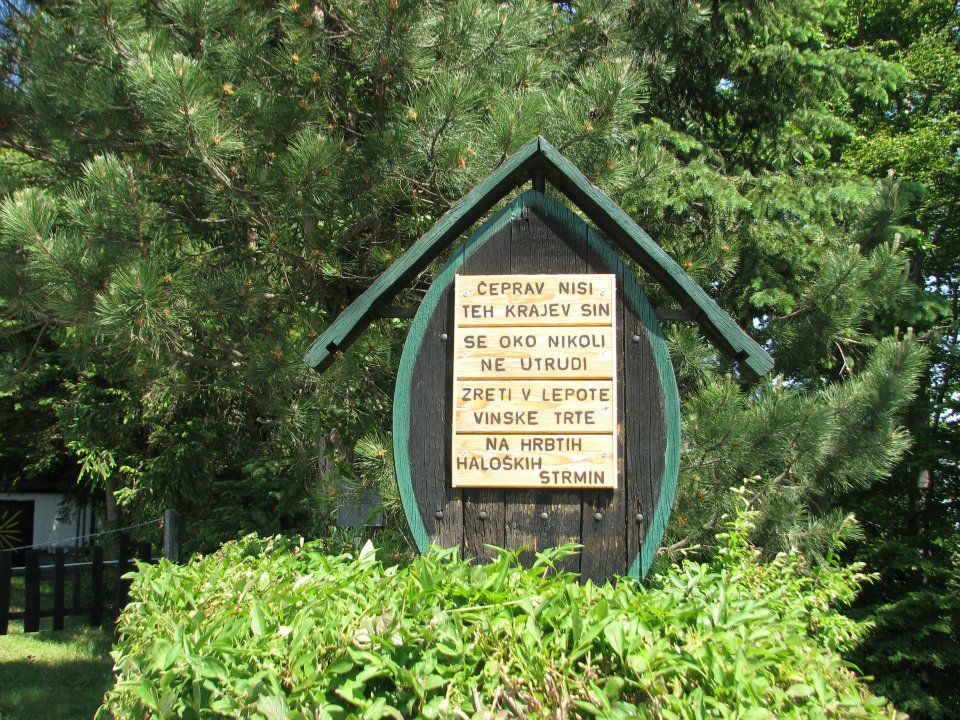 ČEPRAV NISI
TEH KRAJEV SIN
SE OKO NIKOLI
NE UTRUDI
ZRETI V LEPOTE
VINSKE TRTE
NA HRBTIH
HALOŠKIH
STRMIN